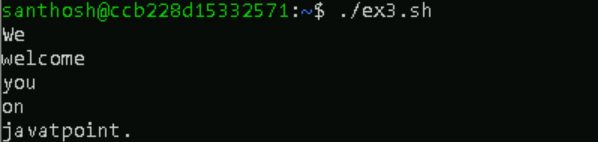 santhosh@ccb228d15332571:~$ ./ex3.sh
We
welcome
you
on
javatpoint.